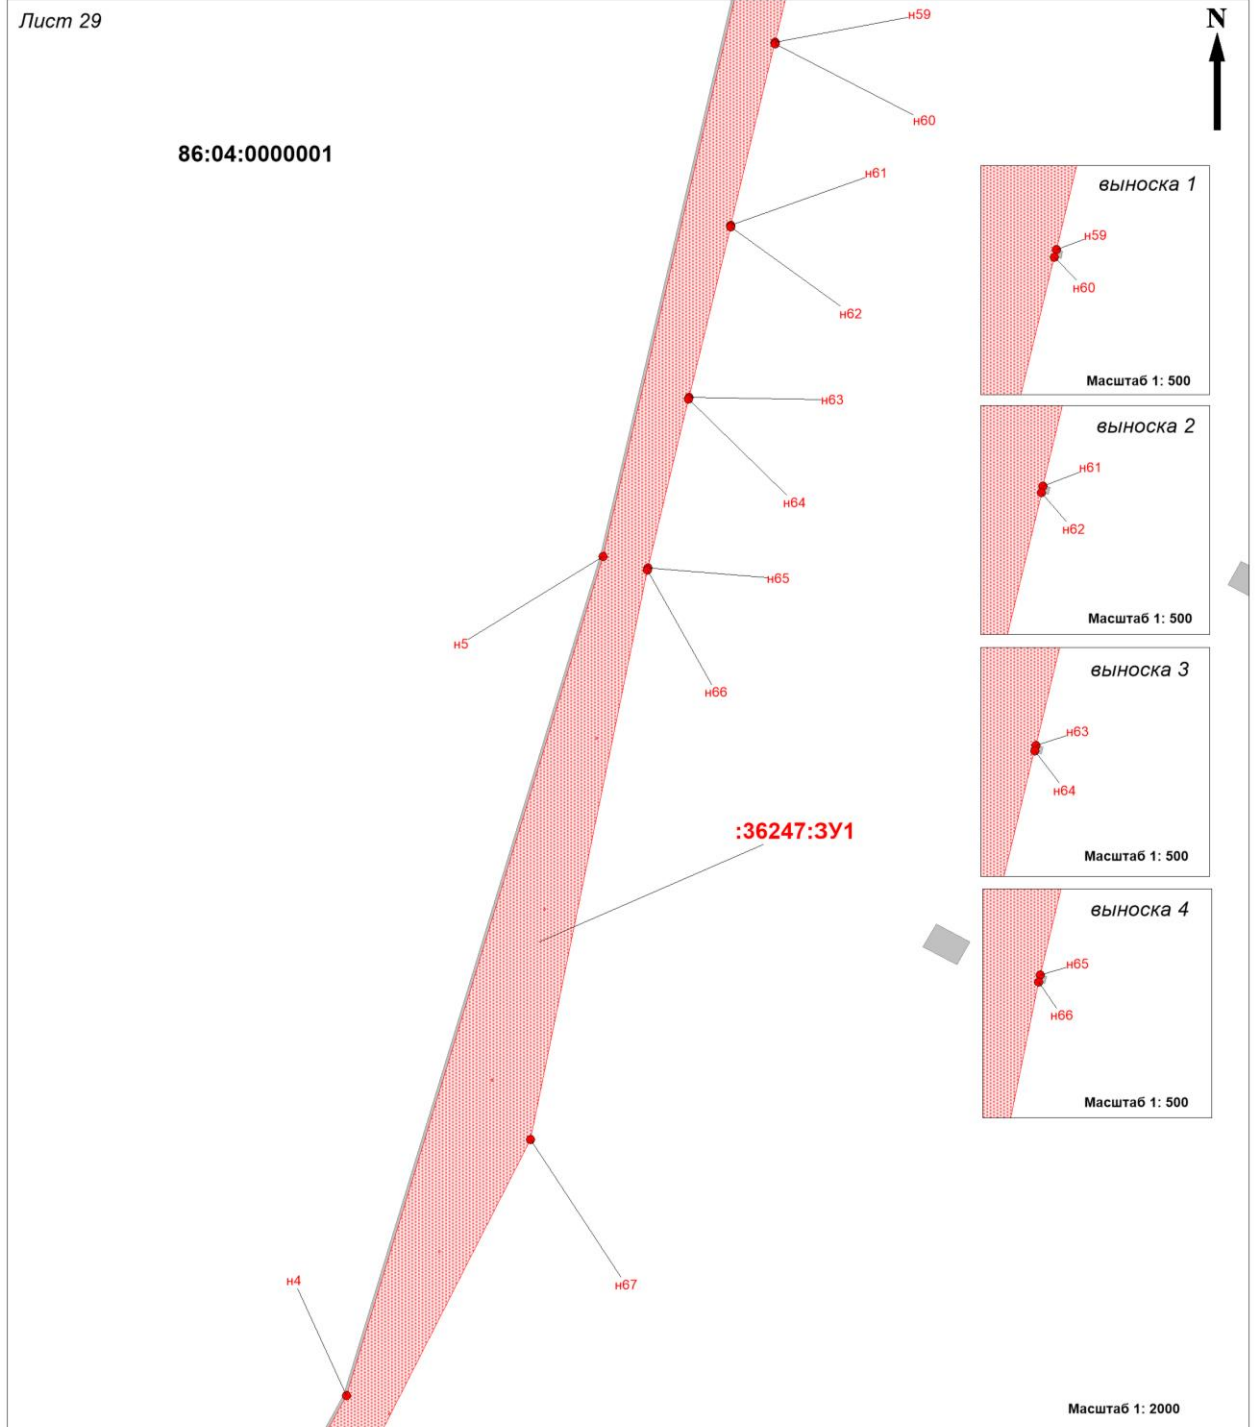 Лист 29
N
86:04:0000001
н59
н60
н61
н62
н63
н64
н5
н65
н66
:36247:ЗУ1
н4
н67
выноска 1
н59
н60
Масштаб 1: 500
выноска 2
н61
н62
Масштаб 1: 500
выноска 3
н63
н64
Масштаб 1: 500
выноска 4
н65
н66
Масштаб 1: 500
Масштаб 1: 2000